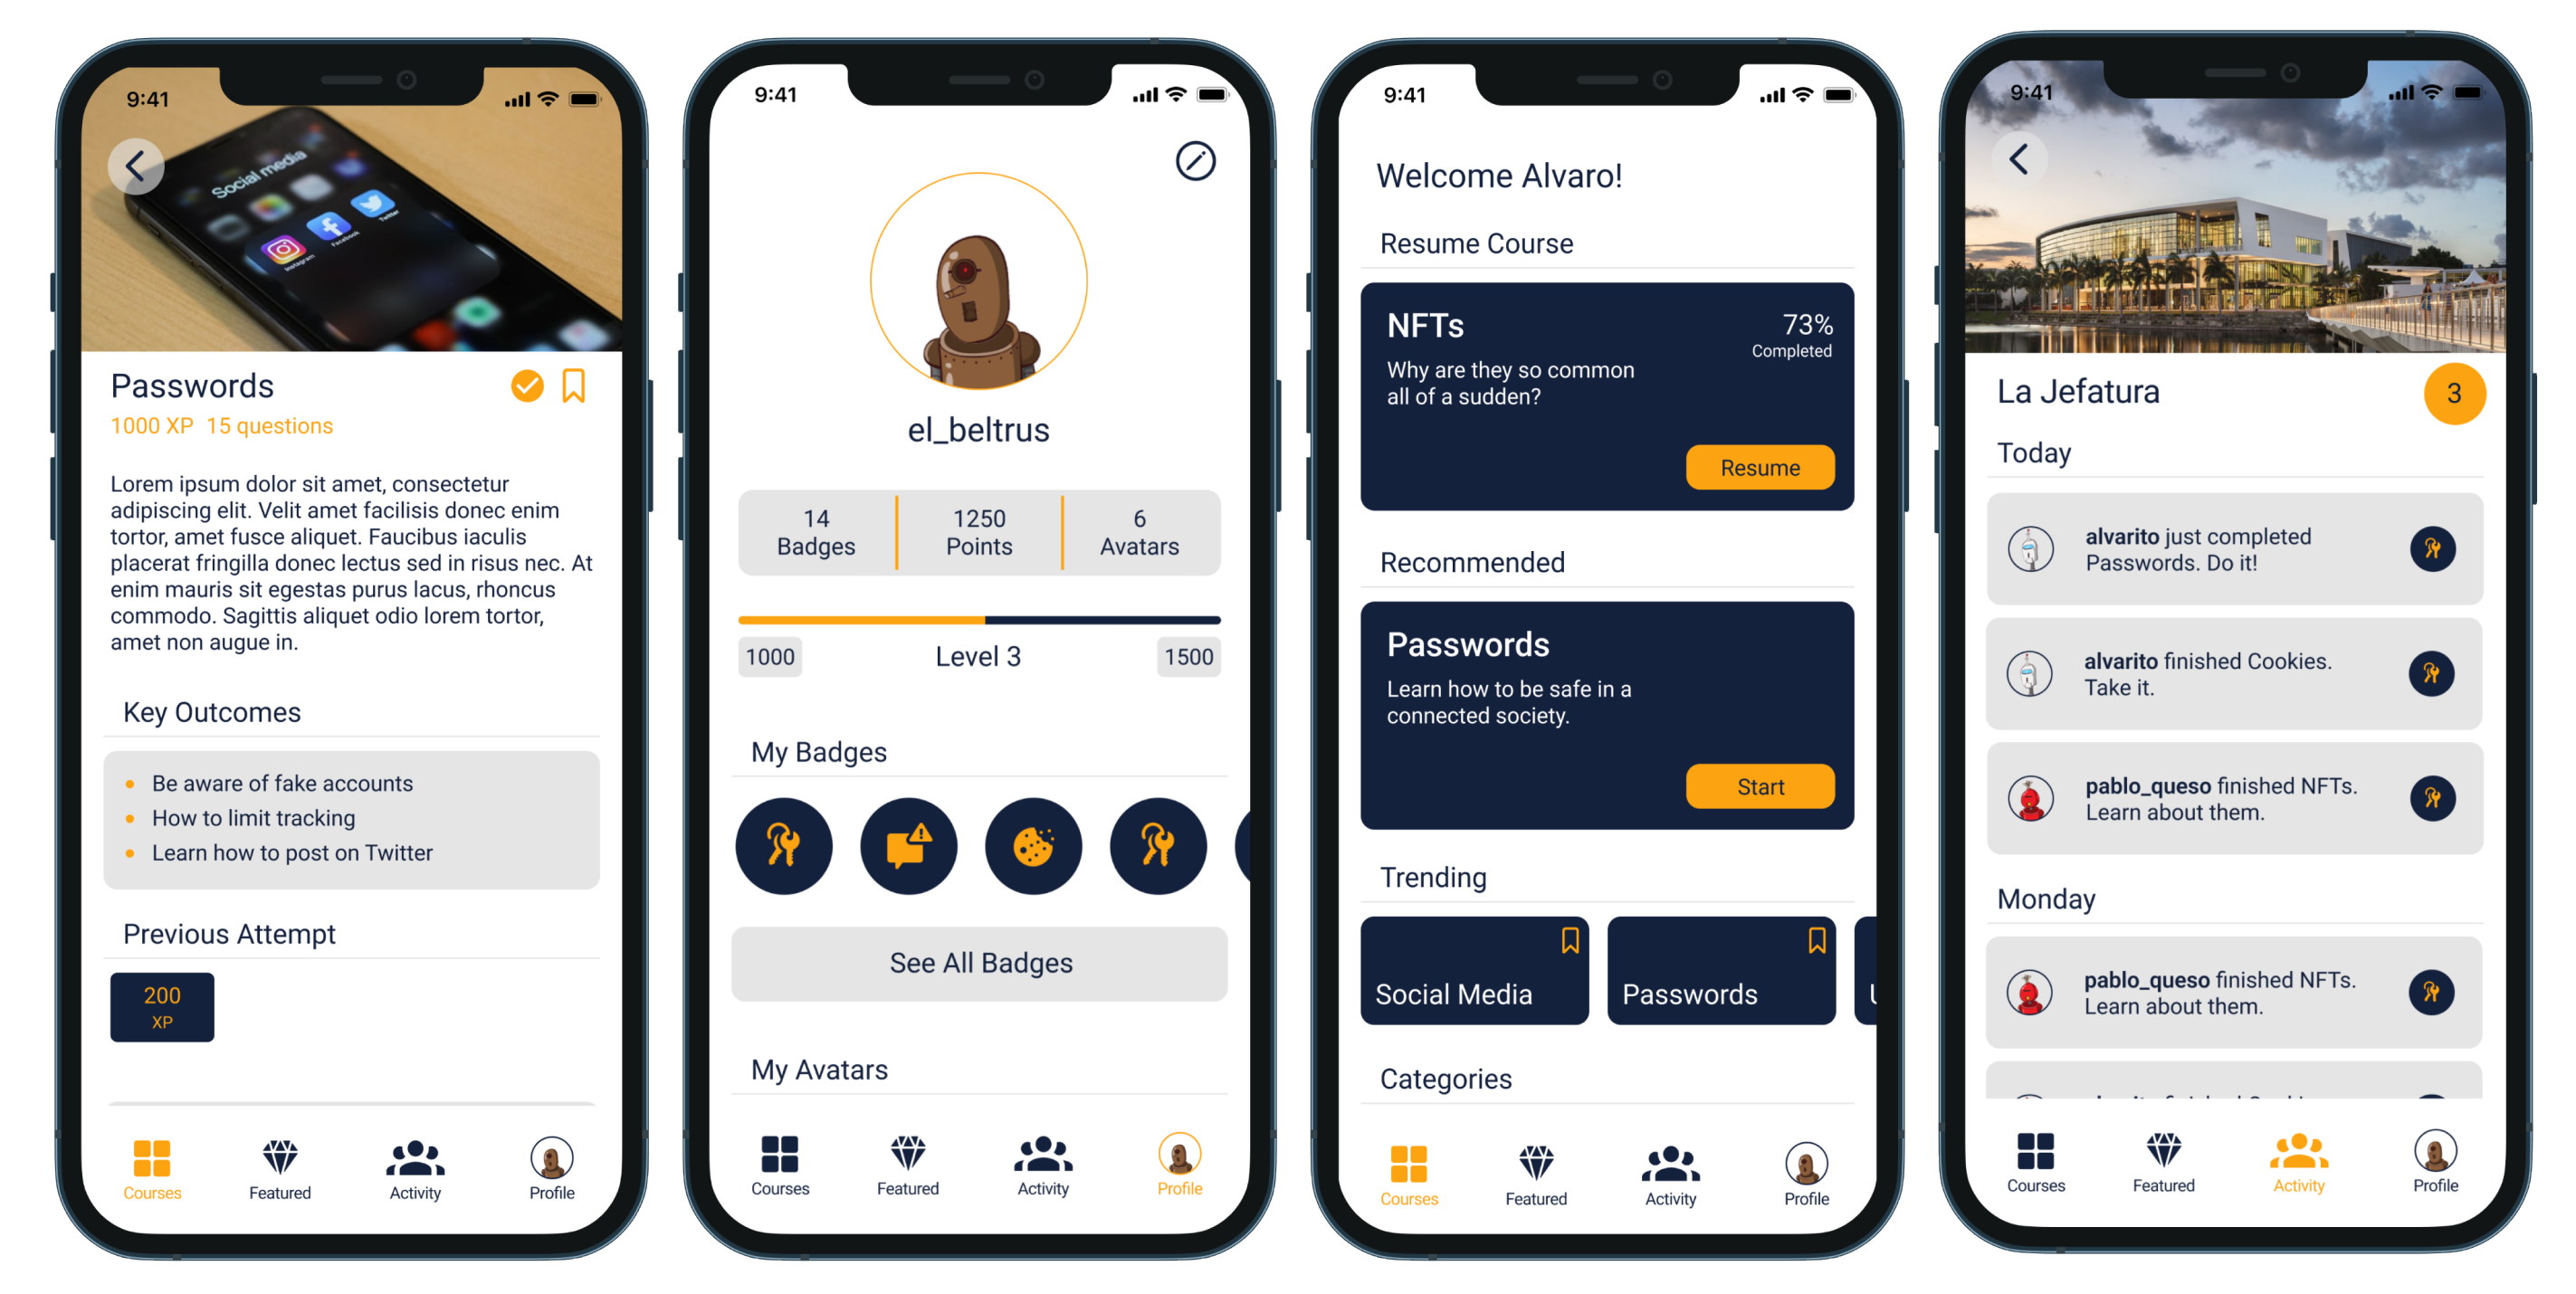 9:41
Social media
Instagram
Facebook
Twitter
Passwords
1000 XP 15 questions
Lorem ipsum dolor sit amet, consectetur
adipiscing elit. Velit amet facilisis donec enim
tortor, amet fusce aliquet. Faucibus iaculis
placerat fringilla donec lectus sed in risus nec. At
enim mauris sit egestas purus lacus, rhoncus
commodo. Sagittis aliquet odio lorem tortor,
amet non augue in.
Key Outcomes
Be aware of fake accounts
How to limit tracking
Learn how to post on Twitter
Previous Attempt
200
XP
Courses
Featured
Activity
Profile
9:41
el_beltrus
14
Badges
1250
Points
6
Avatars
1000
Level 3
1500
My Badges
See All Badges
My Avatars
Courses
Featured
Activity
Profile
9:41
Welcome Alvaro!
Resume Course
NFTs
73%
Completed
Why are they so common
all of a sudden?
Resume
Recommended
Passwords
Learn how to be safe in a
connected society.
Start
Trending
Social Media
Passwords
Categories
Courses
Featured
Activity
Profile
9:41
La Jefatura
3
Today
alvarito just completed
Passwords. Do it!
alvarito finished Cookies.
Take it.
pablo_queso finished NFTs.
Learn about them.
Monday
pablo_queso finished NFTs.
Learn about them.
Courses
Featured
Activity
Profile